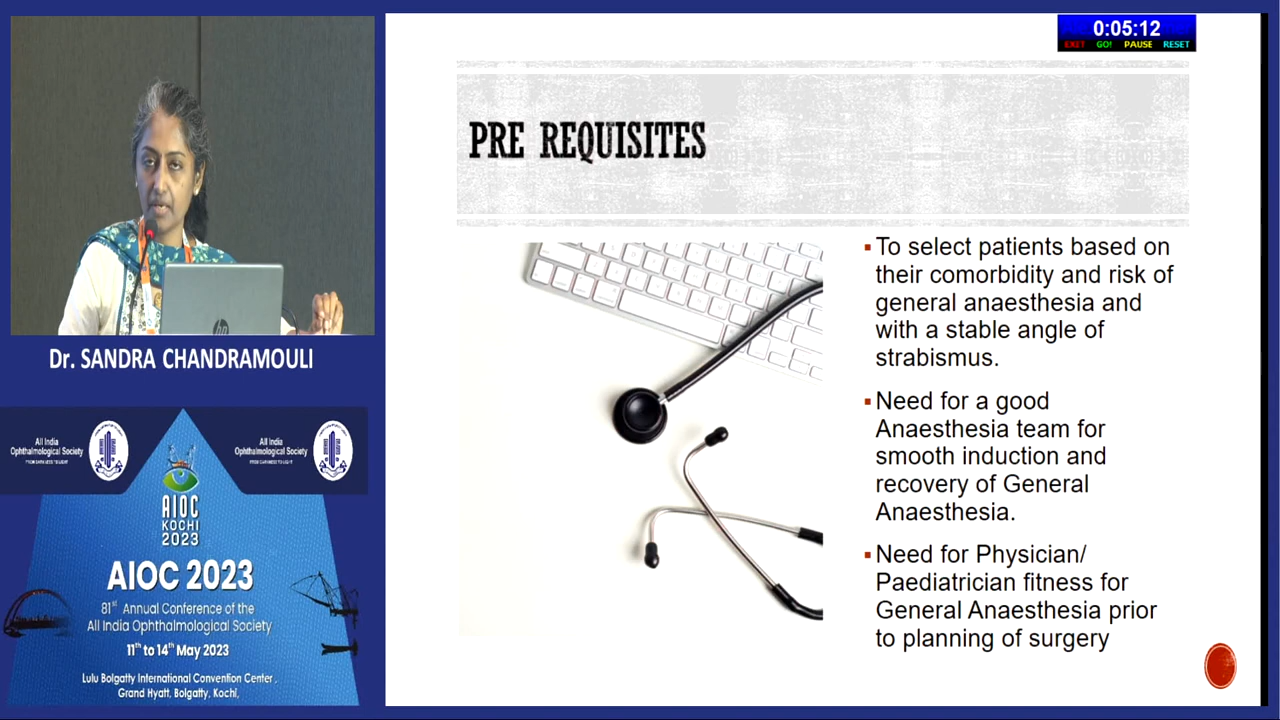 0:05:12
EXIT GO! PAUSE RESET
PRE REQUISITES
▪ To select patients based on
their comorbidity and risk of
general anaesthesia and
with a stable angle of
strabismus.
▪ Need for a good
Anaesthesia team for
smooth induction and
recovery of General
Anaesthesia.
▪ Need for Physician/
Paediatrician fitness for
General Anaesthesia prior
to planning of surgery
hp
Dr. SANDRA CHANDRAMOULI
All India
Ophthalmological Society
FROM DARKNESS TO LIGHT
All India
Ophthalmological Society
FROM DARKNESS TO LIGHT
AIOC
KOCHI
2023
AIOC 2023
81st Annual Conference of the
All India Ophthalmological Society
11th to 14th May 2023
Lulu Bolgatty International Convention Center,
Grand Hyatt, Bolgatty, Kochi,